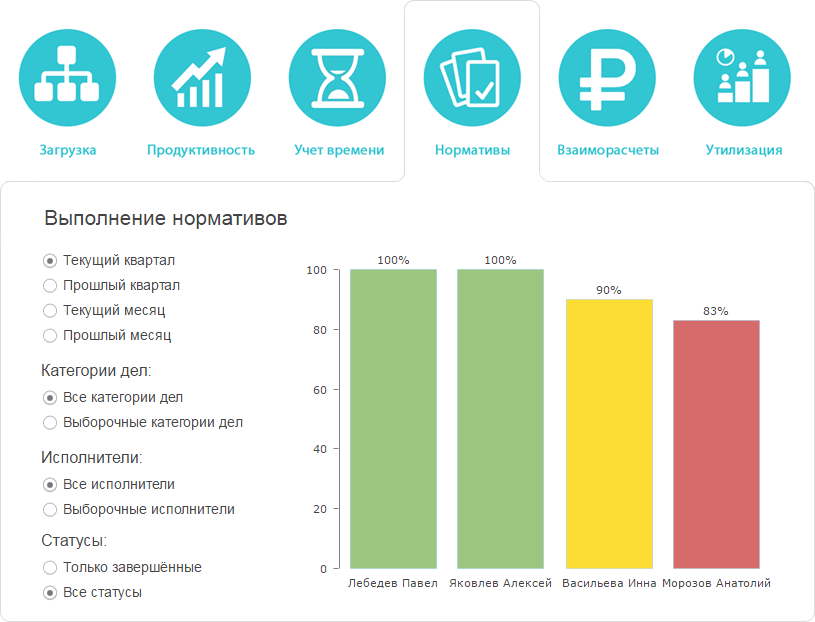 Загрузка
Продуктивность
Учет времени
Нормативы
Взаиморасчеты
Утилизация
Выполнение нормативов
Текущий квартал
Прошлый квартал
Текущий месяц
Прошлый месяц
Категории дел:
Все категории дел
Выборочные категории дел
Исполнители:
Все исполнители
Выборочные исполнители
Статусы:
Только завершённые
Все статусы
100%
100%
90%
83%
100
80
60
40
20
0
Лебедев Павел
Яковлев Алексей
Васильева Инна
Морозов Анатолий